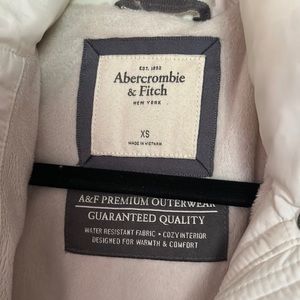 EST. 1892
Abercrombie
& Fitch
NEW YORK
XS
MADE IN VIETNAM
A&F PREMIUM OUTERWEAR
GUARANTEED QUALITY
WATER RESISTANT FABRIC • COZY INTERIOR
DESIGNED FOR WARMTH & COMFORT